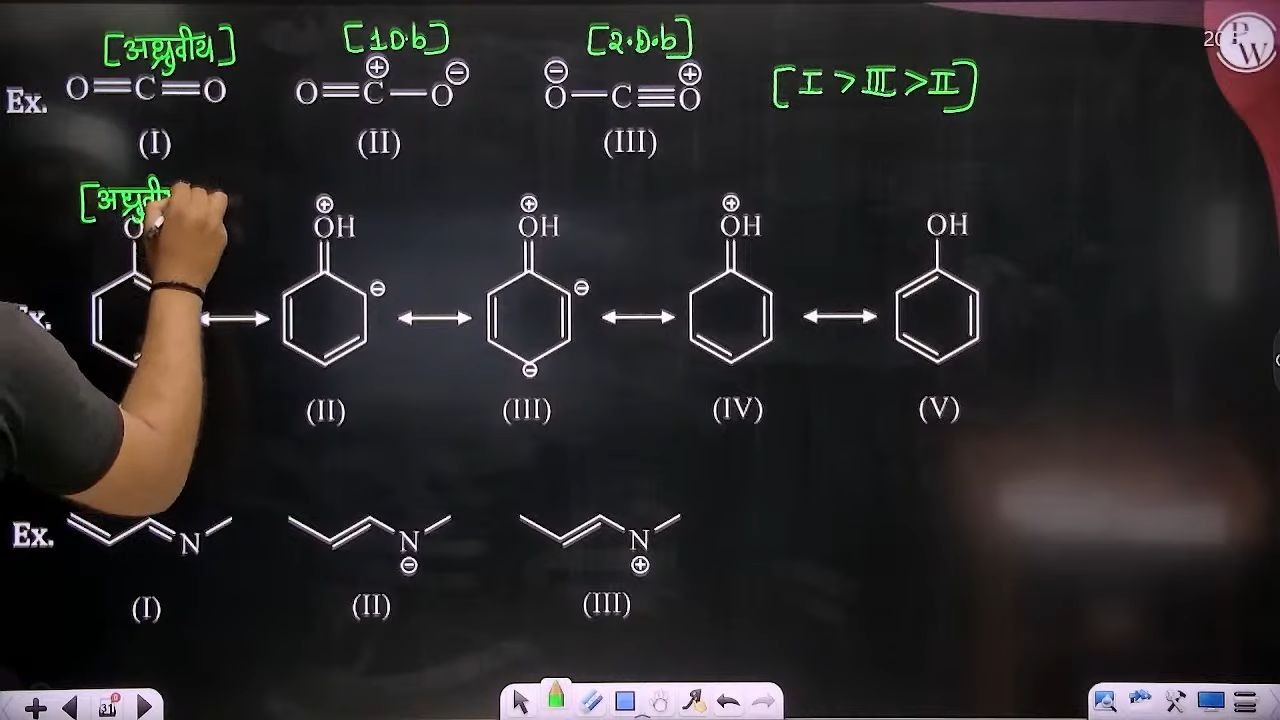 [अध्रुवीय] [1 D·b] [2·D·b]
Ex. O=C=O O=C⊕—O⊖ ⊖O—C≡O⊕ [I > III > II]
(I) (II) (III)
⊕ ⊕ ⊕
OH OH OH OH
⊖ ⊖
⊖
(II) (III) (IV) (V)
Ex. N N N
⊖ ⊕
(I) (II) (III)
PW
31